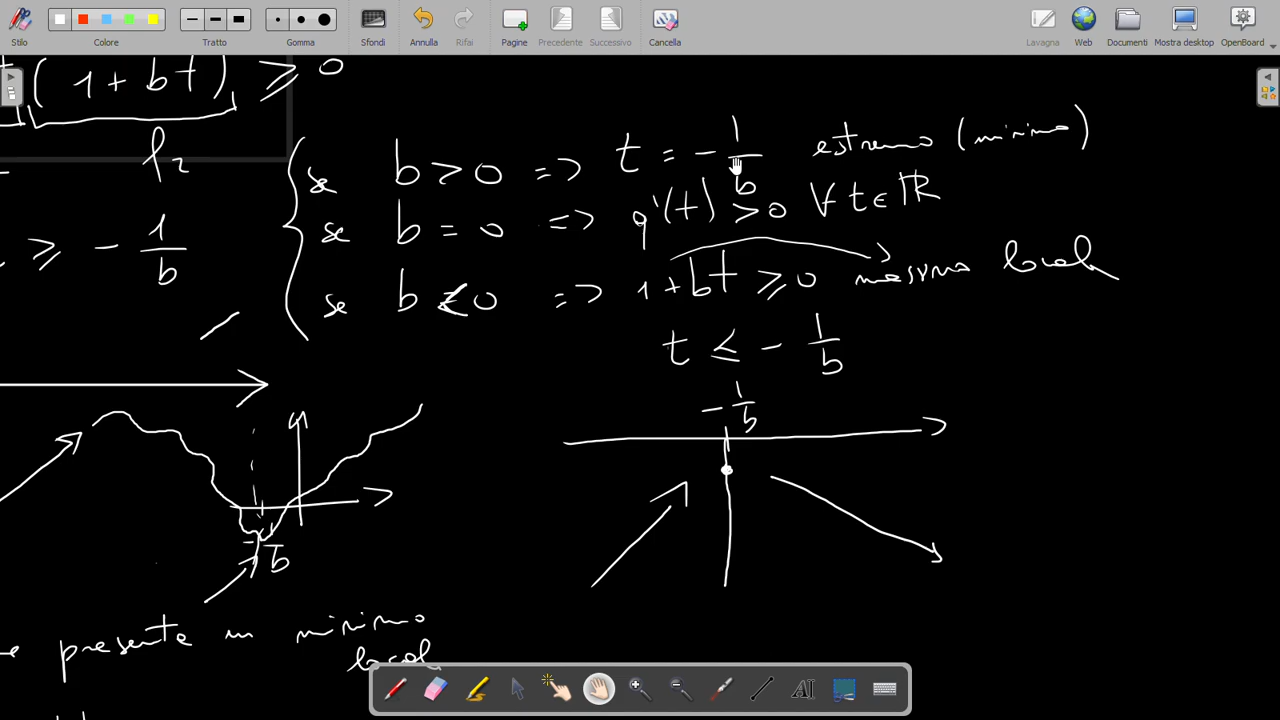 Stilo Colore Tratto Gomma Sfondi Annulla Rifai Pagine Precedente Successivo Cancella Lavagna Web Documenti Mostra desktop OpenBoard
(1 + bt) ≥ 0
f2
≥ - 1/b
se b > 0 => t = - 1/b estremo (minimo)
se b = 0 => g'(t) > 0 ∀ t ∈ ℝ
se b < 0 => 1 + bt ≥ 0 massimo locale
t ≤ - 1/b
- 1/b
- 1/b
presente un minimo
locale